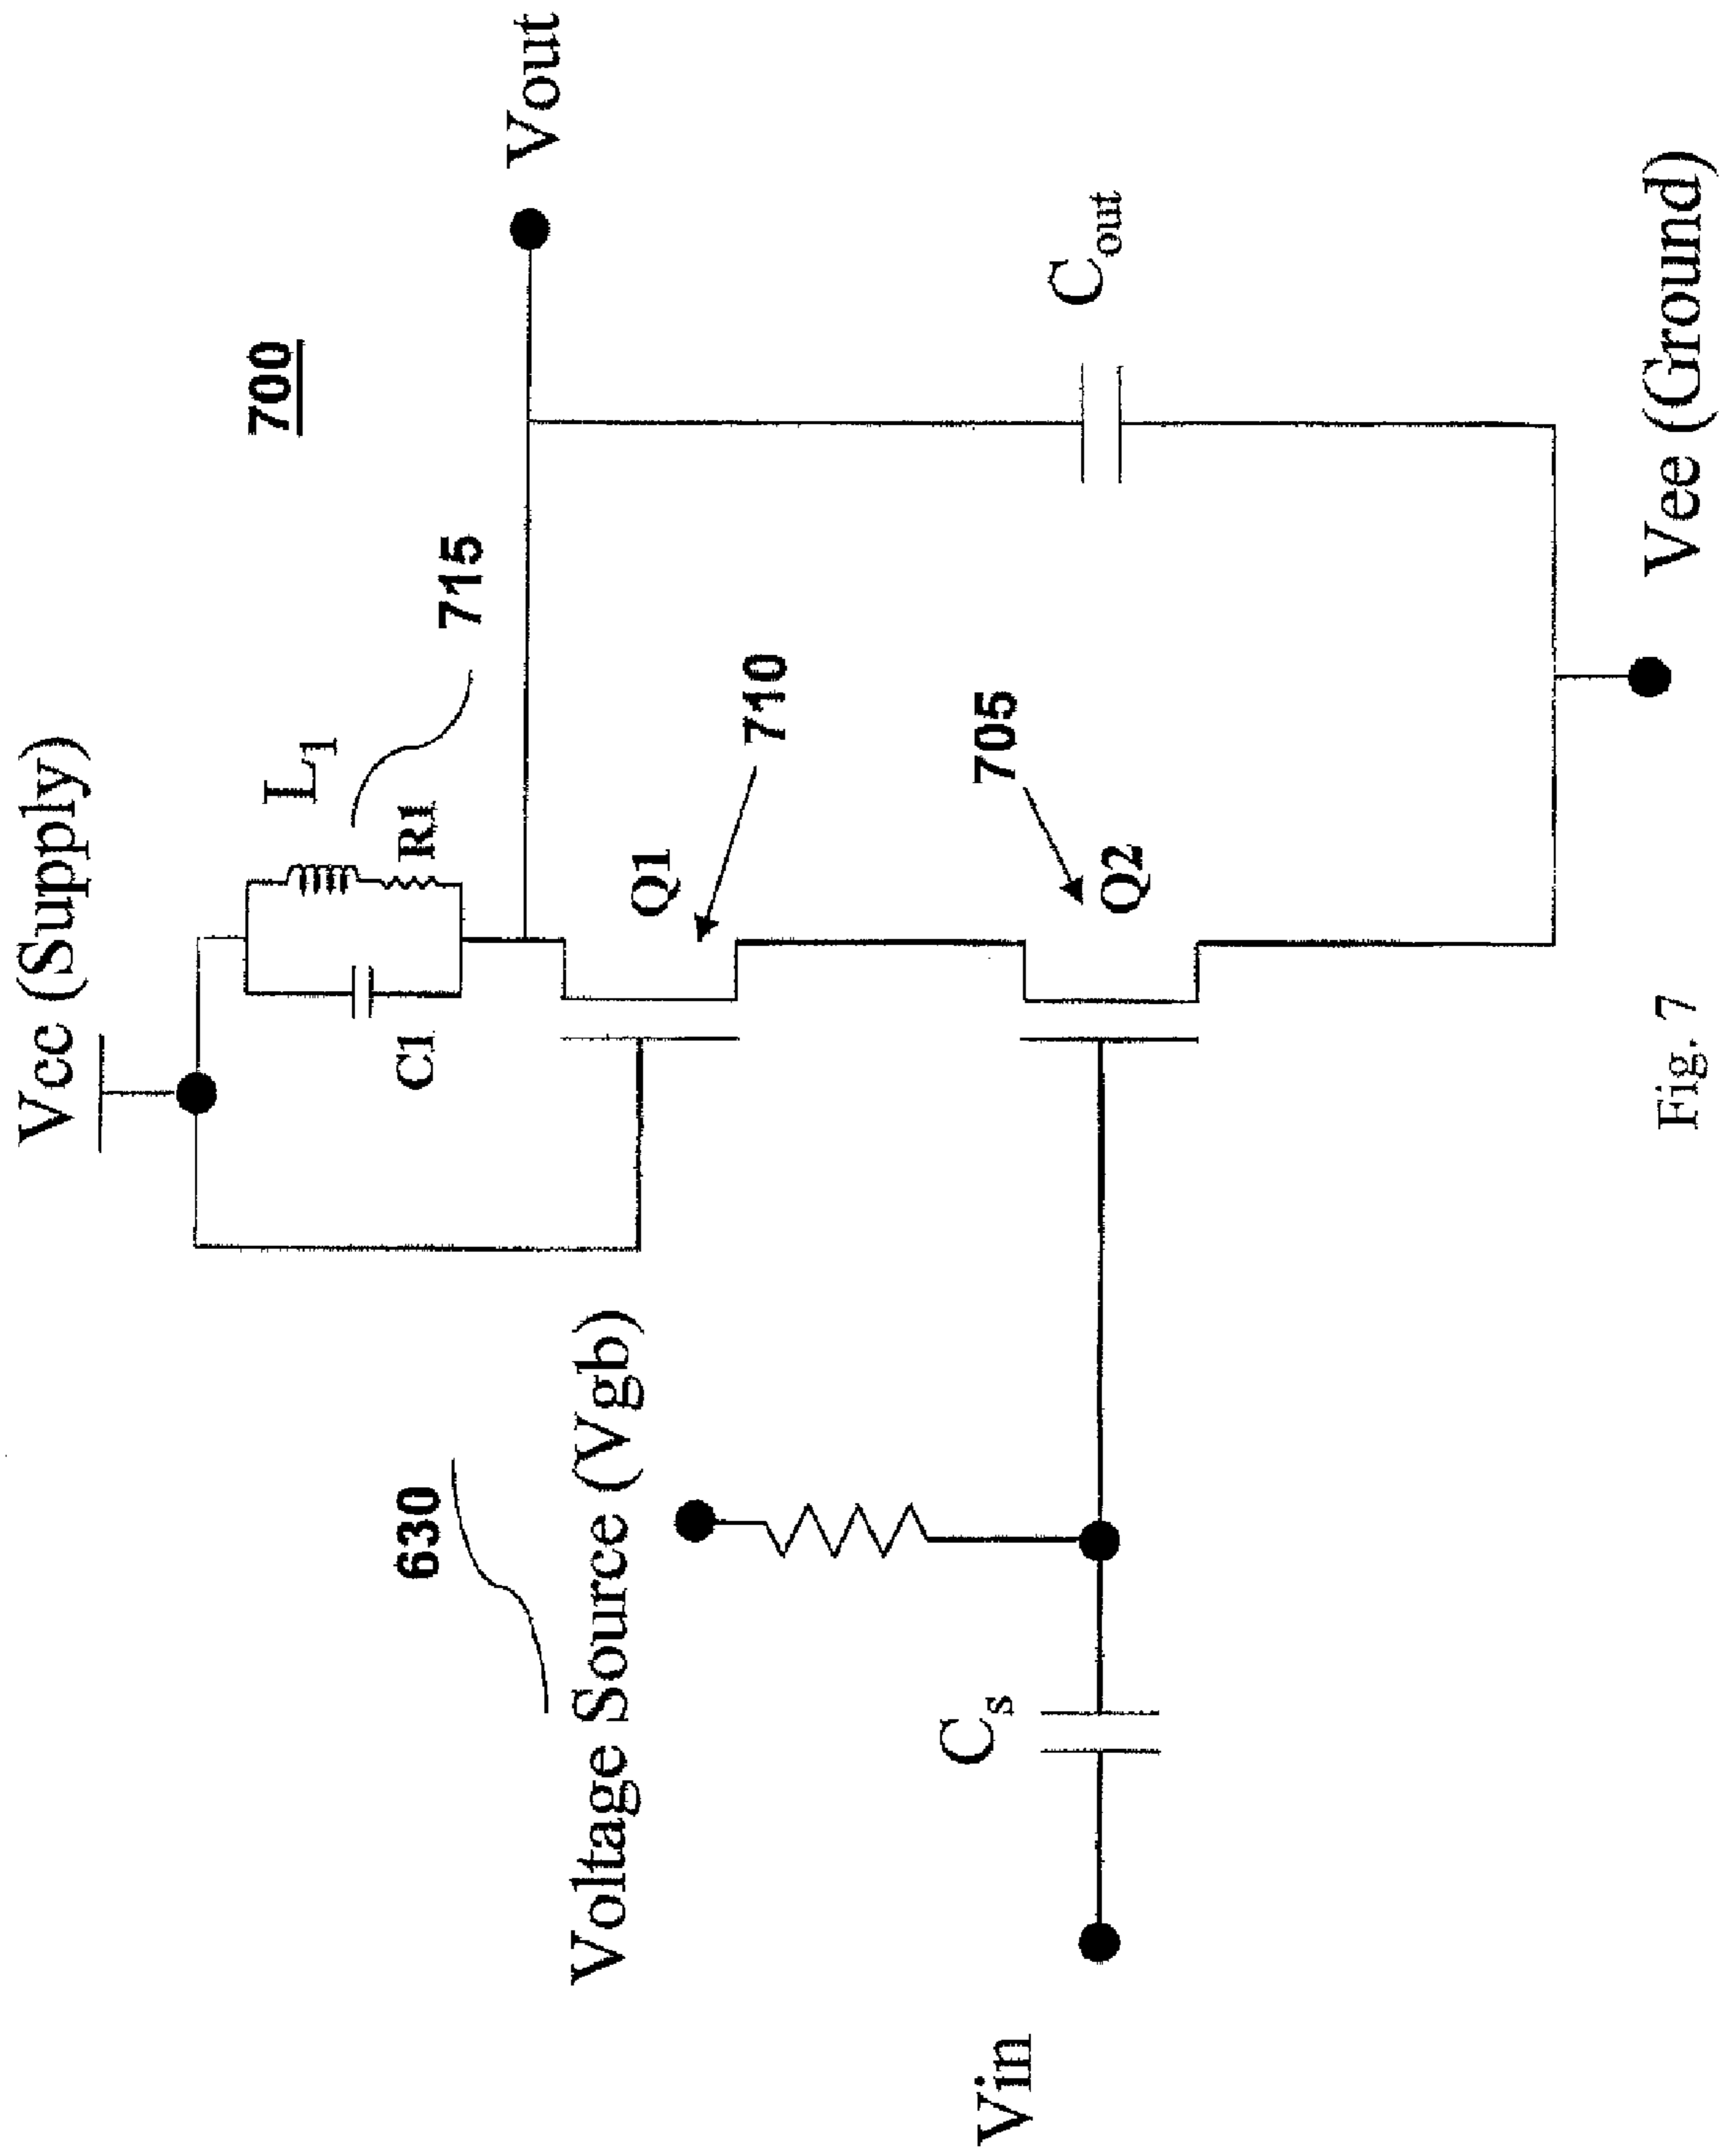 700
Vcc (Supply)
L1
715
R1
C1
Vout
630
Voltage Source (Vgb)
Q1
710
705
Q2
Cout
Cs
Vin
Vee (Ground)
Fig. 7